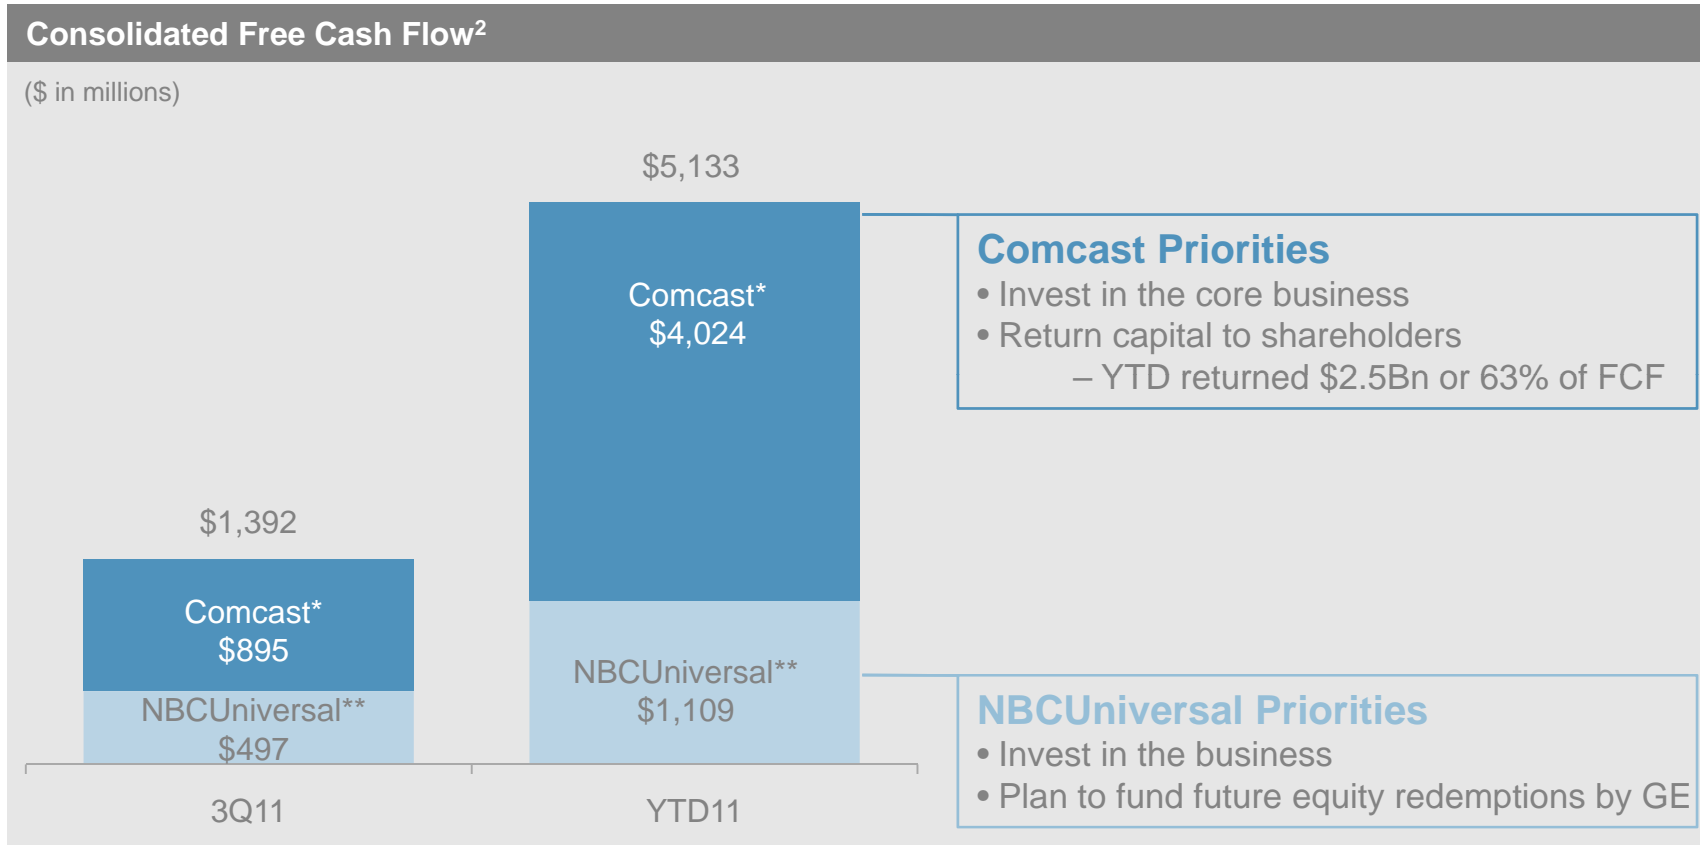 Consolidated Free Cash Flow²
($ in millions)
$5,133
Comcast*
$4,024
NBCUniversal**
$1,109
$1,392
Comcast*
$895
NBCUniversal**
$497
3Q11
YTD11
Comcast Priorities
• Invest in the core business
• Return capital to shareholders
– YTD returned $2.5Bn or 63% of FCF
NBCUniversal Priorities
• Invest in the business
• Plan to fund future equity redemptions by GE